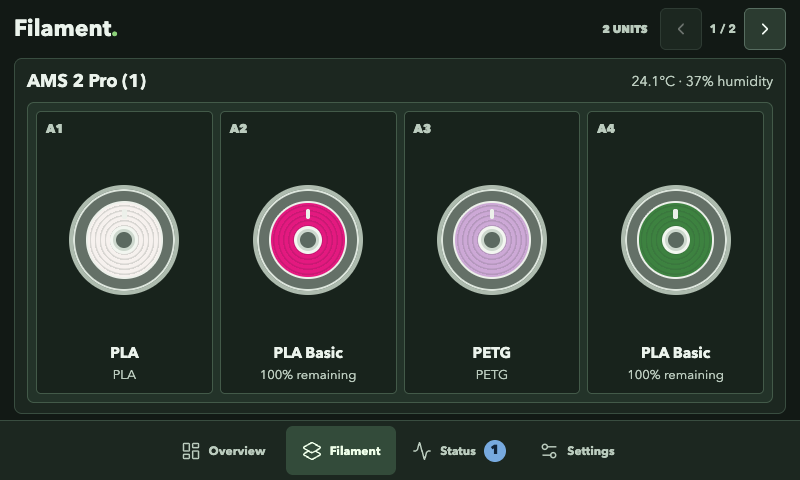 Filament.
2 UNITS
1 / 2
AMS 2 Pro (1)
24.1°C · 37% humidity
A1
A2
A3
A4
PLA
PLA Basic
PETG
PLA Basic
PLA
100% remaining
PETG
100% remaining
Overview
Filament
Status
1
Settings